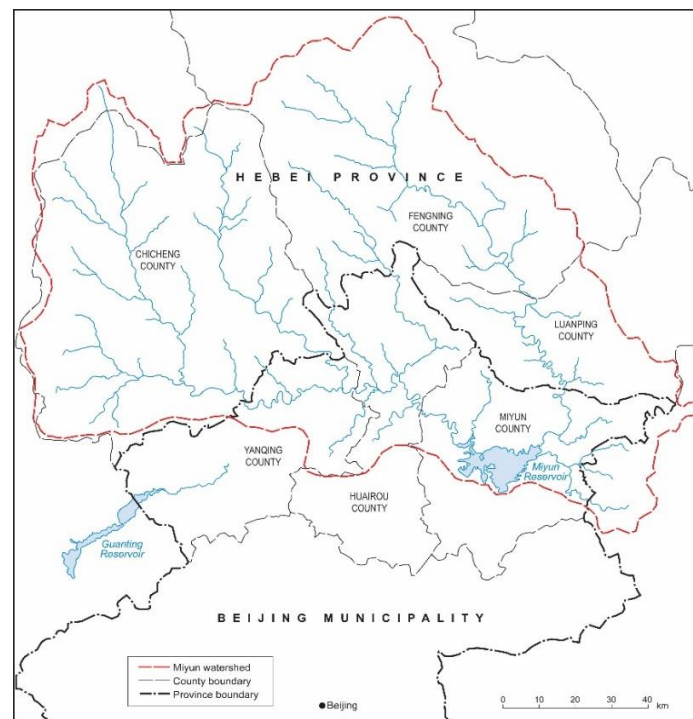 HEBEI PROVINCE
FENGNING
COUNTY
CHICHENG
COUNTY
LUANPING
COUNTY
MIYUN
COUNTY
YANQING
COUNTY
Miyun
Reservoir
HUAIROU
COUNTY
Guanting
Reservoir
BEIJING MUNICIPALITY
Miyun watershed
County boundary
Province boundary
Beijing
0 10 20 30 40
km